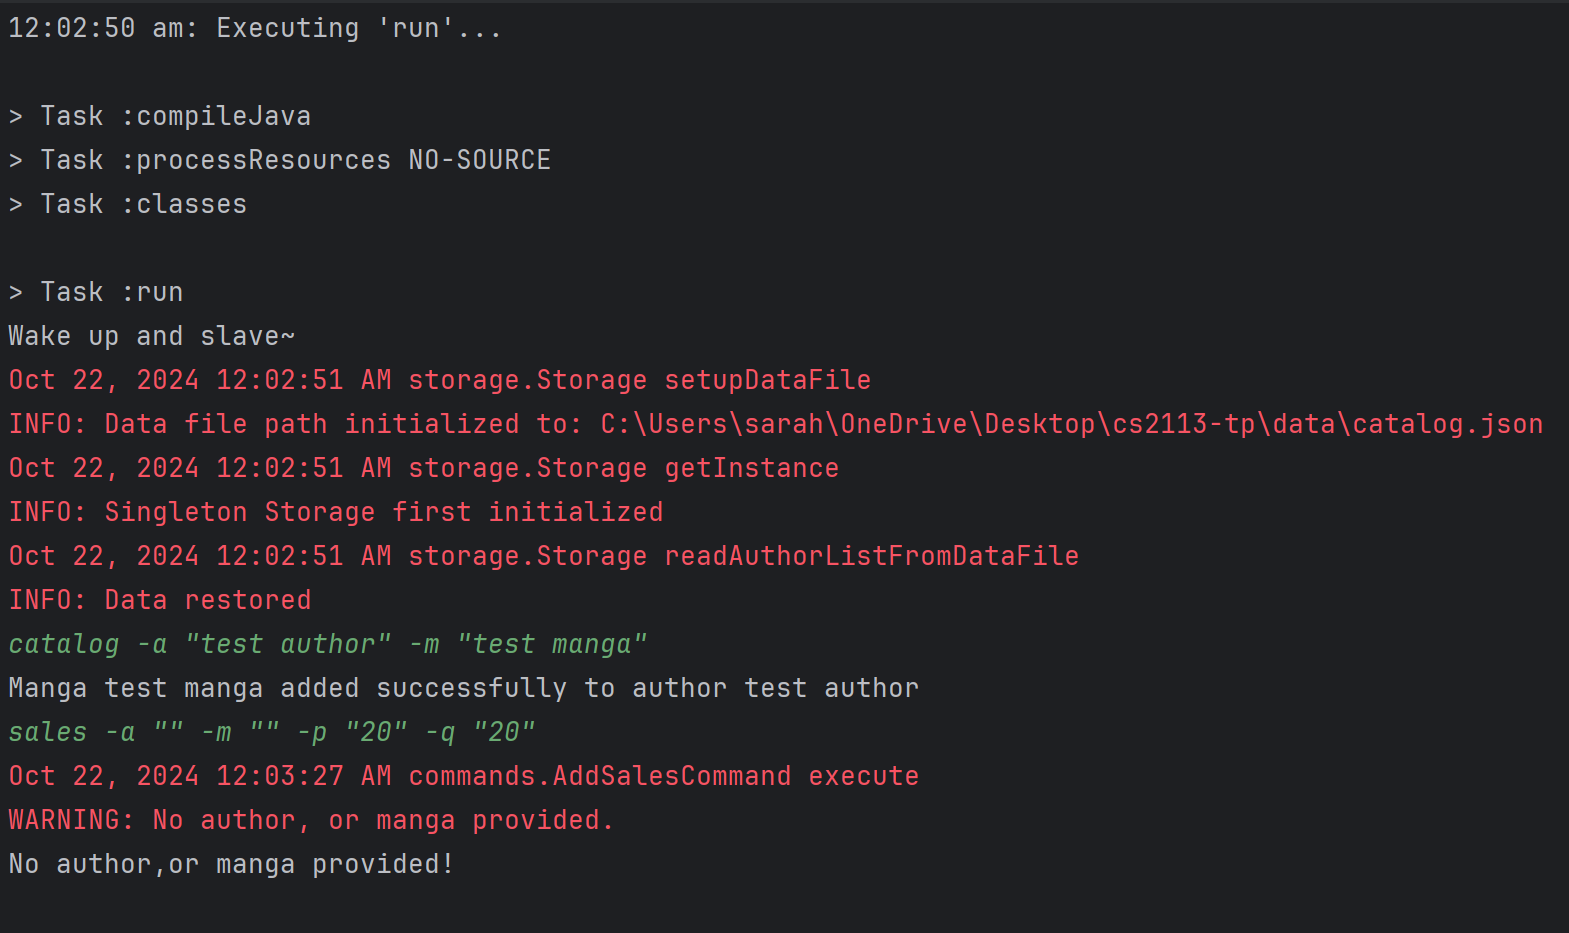 12:02:50 am: Executing 'run'...
> Task :compileJava
> Task :processResources NO-SOURCE
> Task :classes
> Task :run
Wake up and slave~
Oct 22, 2024 12:02:51 AM storage.Storage setupDataFile
INFO: Data file path initialized to: C:\Users\sarah\OneDrive\Desktop\cs2113-tp\data\catalog.json
Oct 22, 2024 12:02:51 AM storage.Storage getInstance
INFO: Singleton Storage first initialized
Oct 22, 2024 12:02:51 AM storage.Storage readAuthorListFromDataFile
INFO: Data restored
catalog -a "test author" -m "test manga"
Manga test manga added successfully to author test author
sales -a "" -m "" -p "20" -q "20"
Oct 22, 2024 12:03:27 AM commands.AddSalesCommand execute
WARNING: No author, or manga provided.
No author,or manga provided!